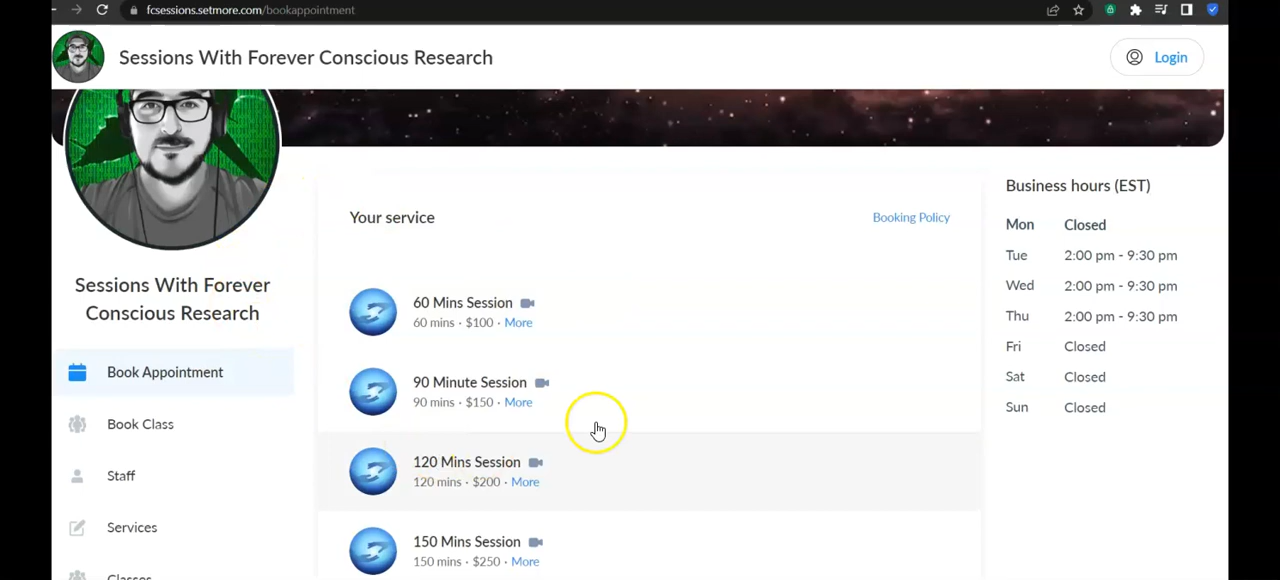 fcsessions.setmore.com/bookappointment
Sessions With Forever Conscious Research
Login
Sessions With Forever
Conscious Research
Book Appointment
Book Class
Staff
Services
Classes
Your service
Booking Policy
60 Mins Session
60 mins · $100 · More
90 Minute Session
90 mins · $150 · More
120 Mins Session
120 mins · $200 · More
150 Mins Session
150 mins · $250 · More
Business hours (EST)
Mon Closed
Tue 2:00 pm - 9:30 pm
Wed 2:00 pm - 9:30 pm
Thu 2:00 pm - 9:30 pm
Fri Closed
Sat Closed
Sun Closed